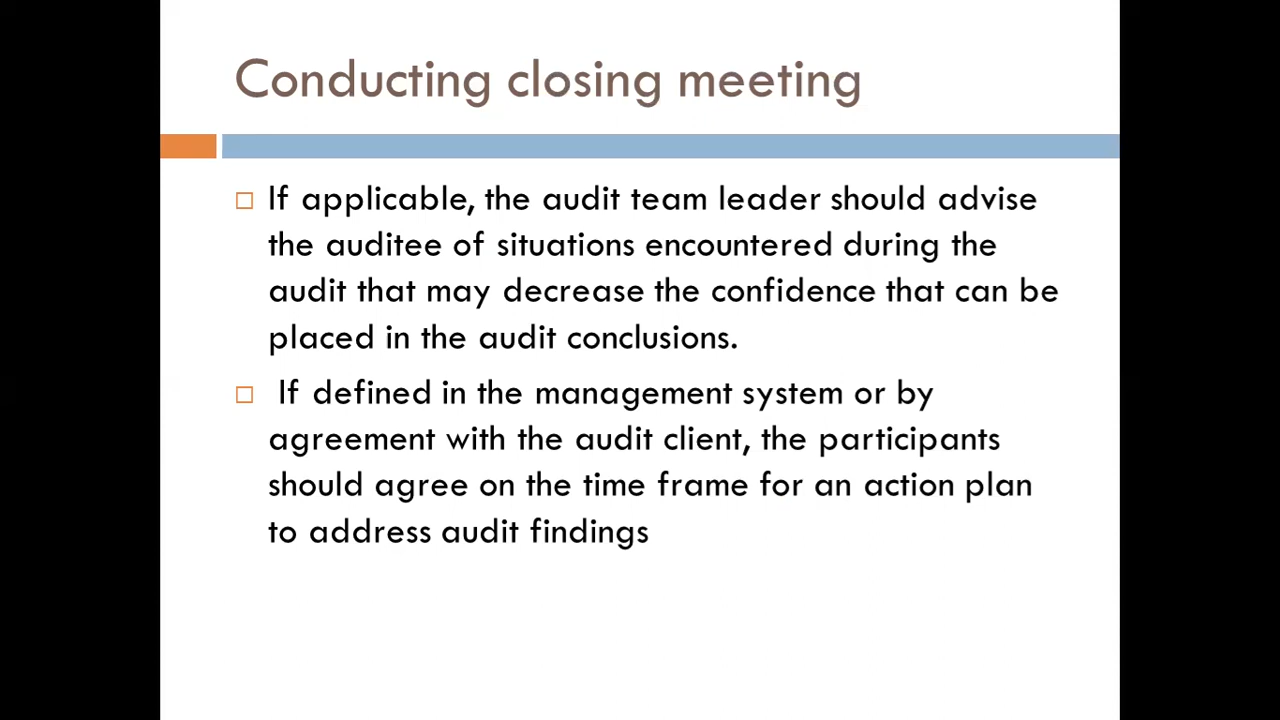 Conducting closing meeting
If applicable, the audit team leader should advise
the auditee of situations encountered during the
audit that may decrease the confidence that can be
placed in the audit conclusions.
If defined in the management system or by
agreement with the audit client, the participants
should agree on the time frame for an action plan
to address audit findings